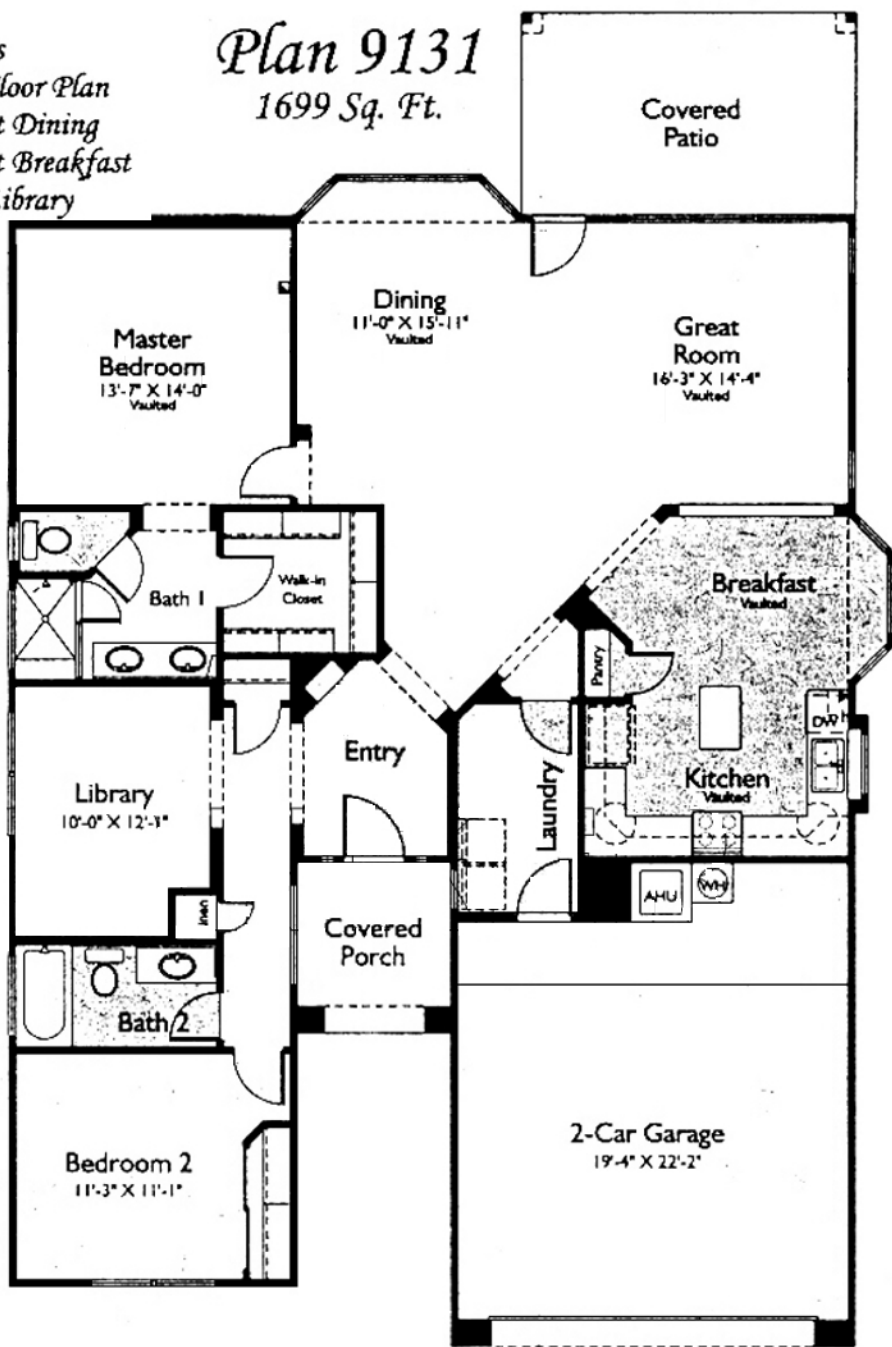 Plan 9131
1699 Sq. Ft.
s
loor Plan
t Dining
t Breakfast
ibrary
Covered
Patio
Dining
11'-0" X 15'-11"
Vaulted
Master
Bedroom
13'-7" X 14'-0"
Vaulted
Great
Room
16'-3" X 14'-4"
Vaulted
Walk-in
Closet
Bath 1
Breakfast
Vaulted
Pantry
DW
Entry
Laundry
Kitchen
Vaulted
Library
10'-0" X 12'-3"
AHU
WH
Covered
Porch
Bath 2
Bedroom 2
11'-3" X 11'-1"
2-Car Garage
19'-4" X 22'-2"